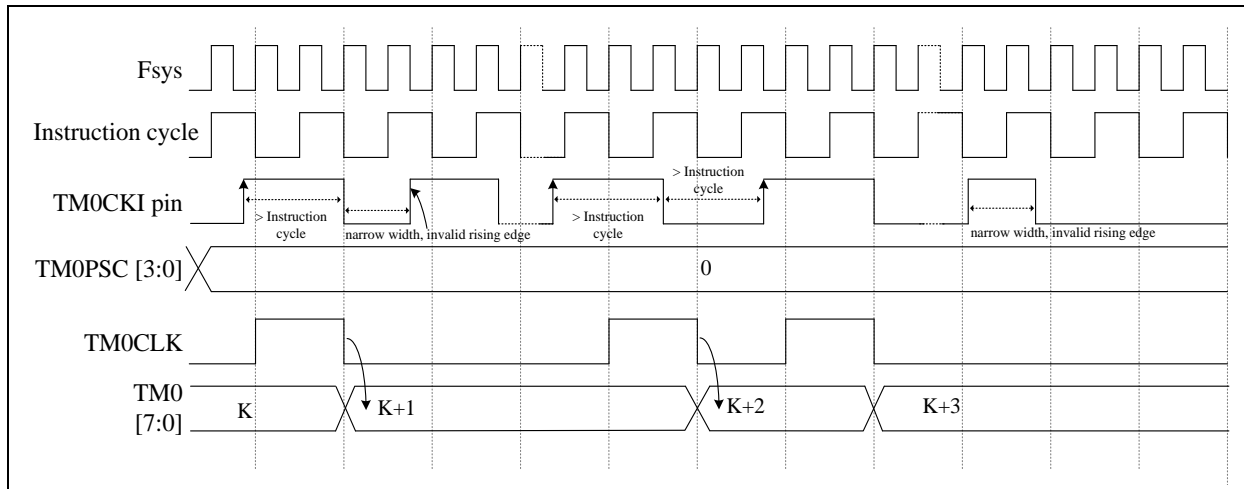 Fsys
Instruction cycle
> Instruction
cycle
TM0CKI pin
> Instruction
cycle
narrow width, invalid rising edge
> Instruction
cycle
narrow width, invalid rising edge
TM0PSC [3:0]
0
TM0CLK
TM0
[7:0]
K
K+1
K+2
K+3